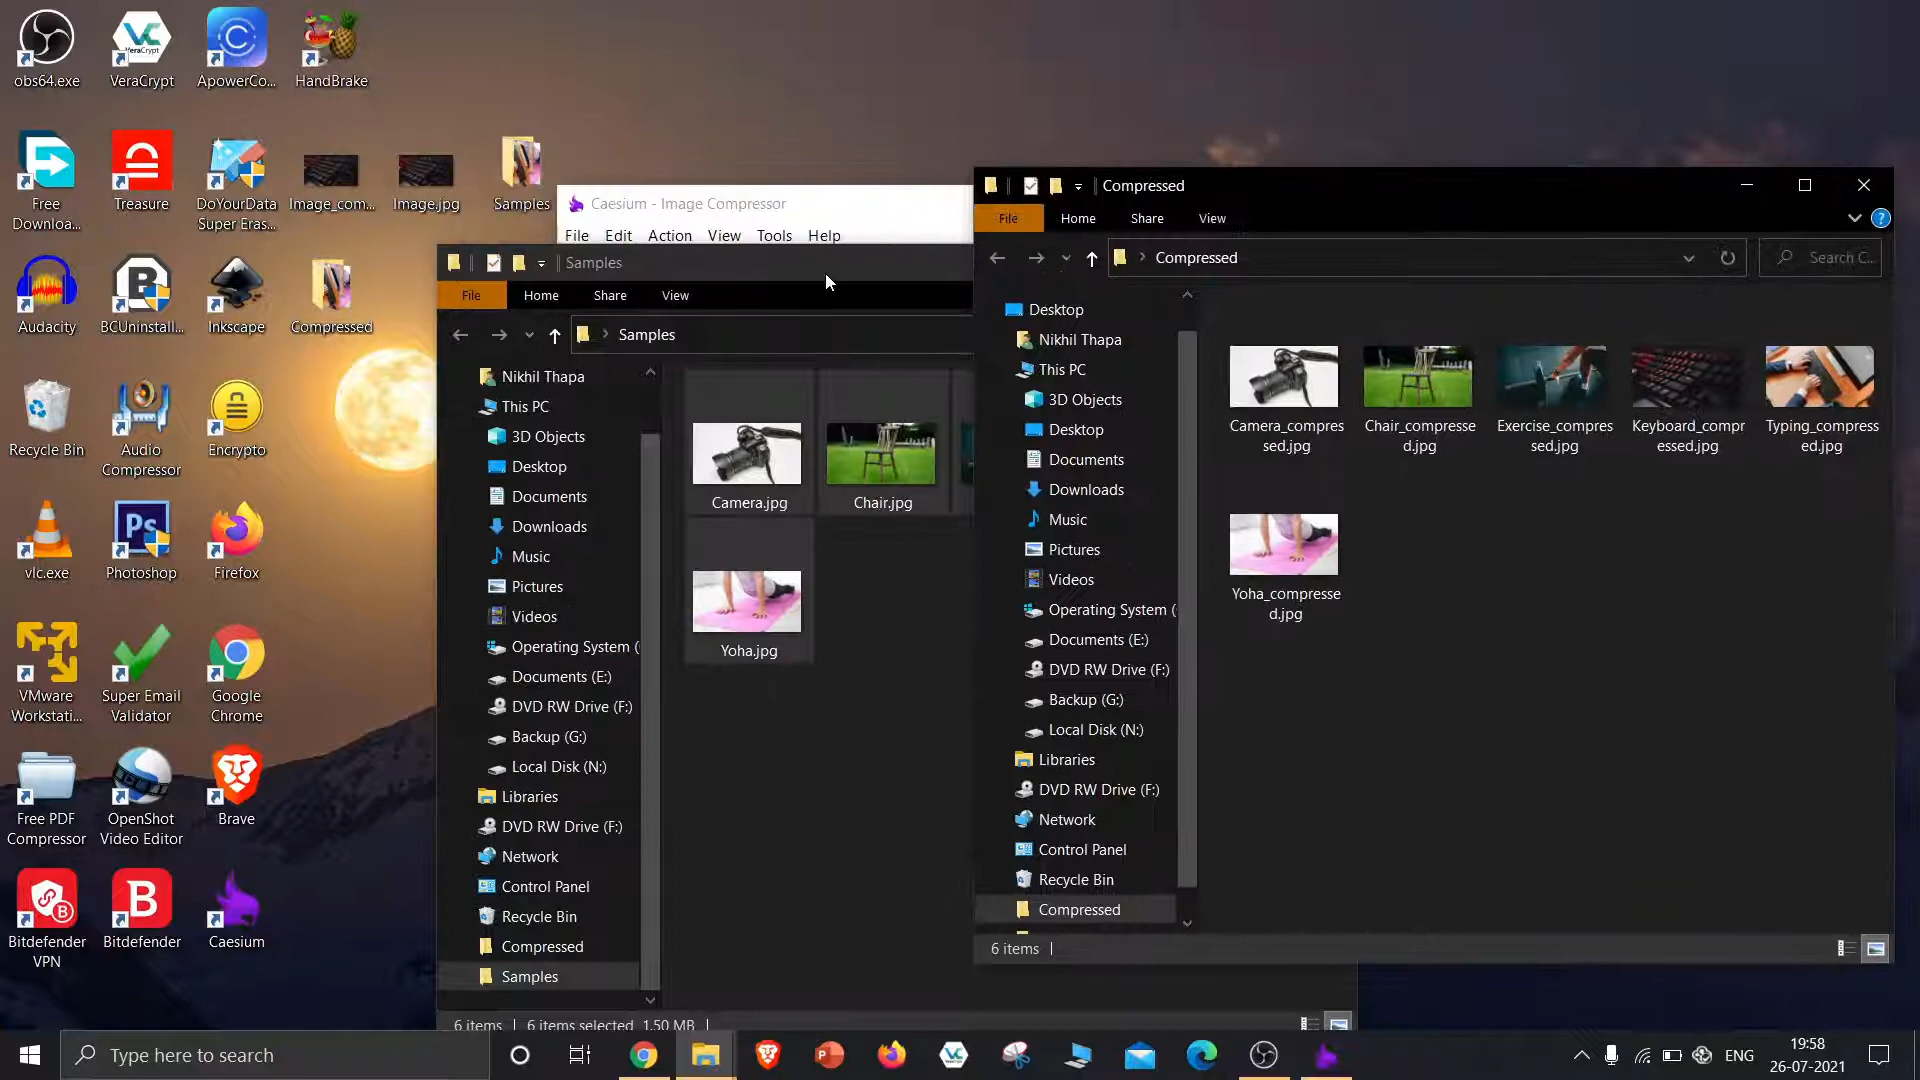 obs64.exe
VeraCrypt
VeraCrypt
ApowerCo...
HandBrake
Free
Downloa...
Treasure
DoYourData
Super Eras...
Image_com...
Image.jpg
Samples
Audacity
BCUninstall...
Inkscape
Compressed
Recycle Bin
Audio
Compressor
Encrypto
vlc.exe
Ps
Photoshop
Firefox
VMware
Workstati...
Super Email
Validator
Google
Chrome
Free PDF
Compressor
OpenShot
Video Editor
Brave
Bitdefender
VPN
Bitdefender
Caesium
Caesium - Image Compressor
File Edit Action View Tools Help
Samples
File Home Share View
Samples
Nikhil Thapa
This PC
3D Objects
Desktop
Documents
Downloads
Music
Pictures
Videos
Operating System (
Documents (E:)
DVD RW Drive (F:)
Backup (G:)
Local Disk (N:)
Libraries
DVD RW Drive (F:)
Network
Control Panel
Recycle Bin
Compressed
Samples
Camera.jpg
Chair.jpg
Yoha.jpg
6 items
6 items selected 1.50 MB
Compressed
File Home Share View
Compressed
Search C...
Desktop
Nikhil Thapa
This PC
3D Objects
Desktop
Documents
Downloads
Music
Pictures
Videos
Operating System (
Documents (E:)
DVD RW Drive (F:)
Backup (G:)
Local Disk (N:)
Libraries
DVD RW Drive (F:)
Network
Control Panel
Recycle Bin
Compressed
Camera_compres
sed.jpg
Chair_compresse
d.jpg
Exercise_compres
sed.jpg
Keyboard_compr
essed.jpg
Typing_compress
ed.jpg
Yoha_compresse
d.jpg
6 items
Type here to search
ENG
19:58
26-07-2021